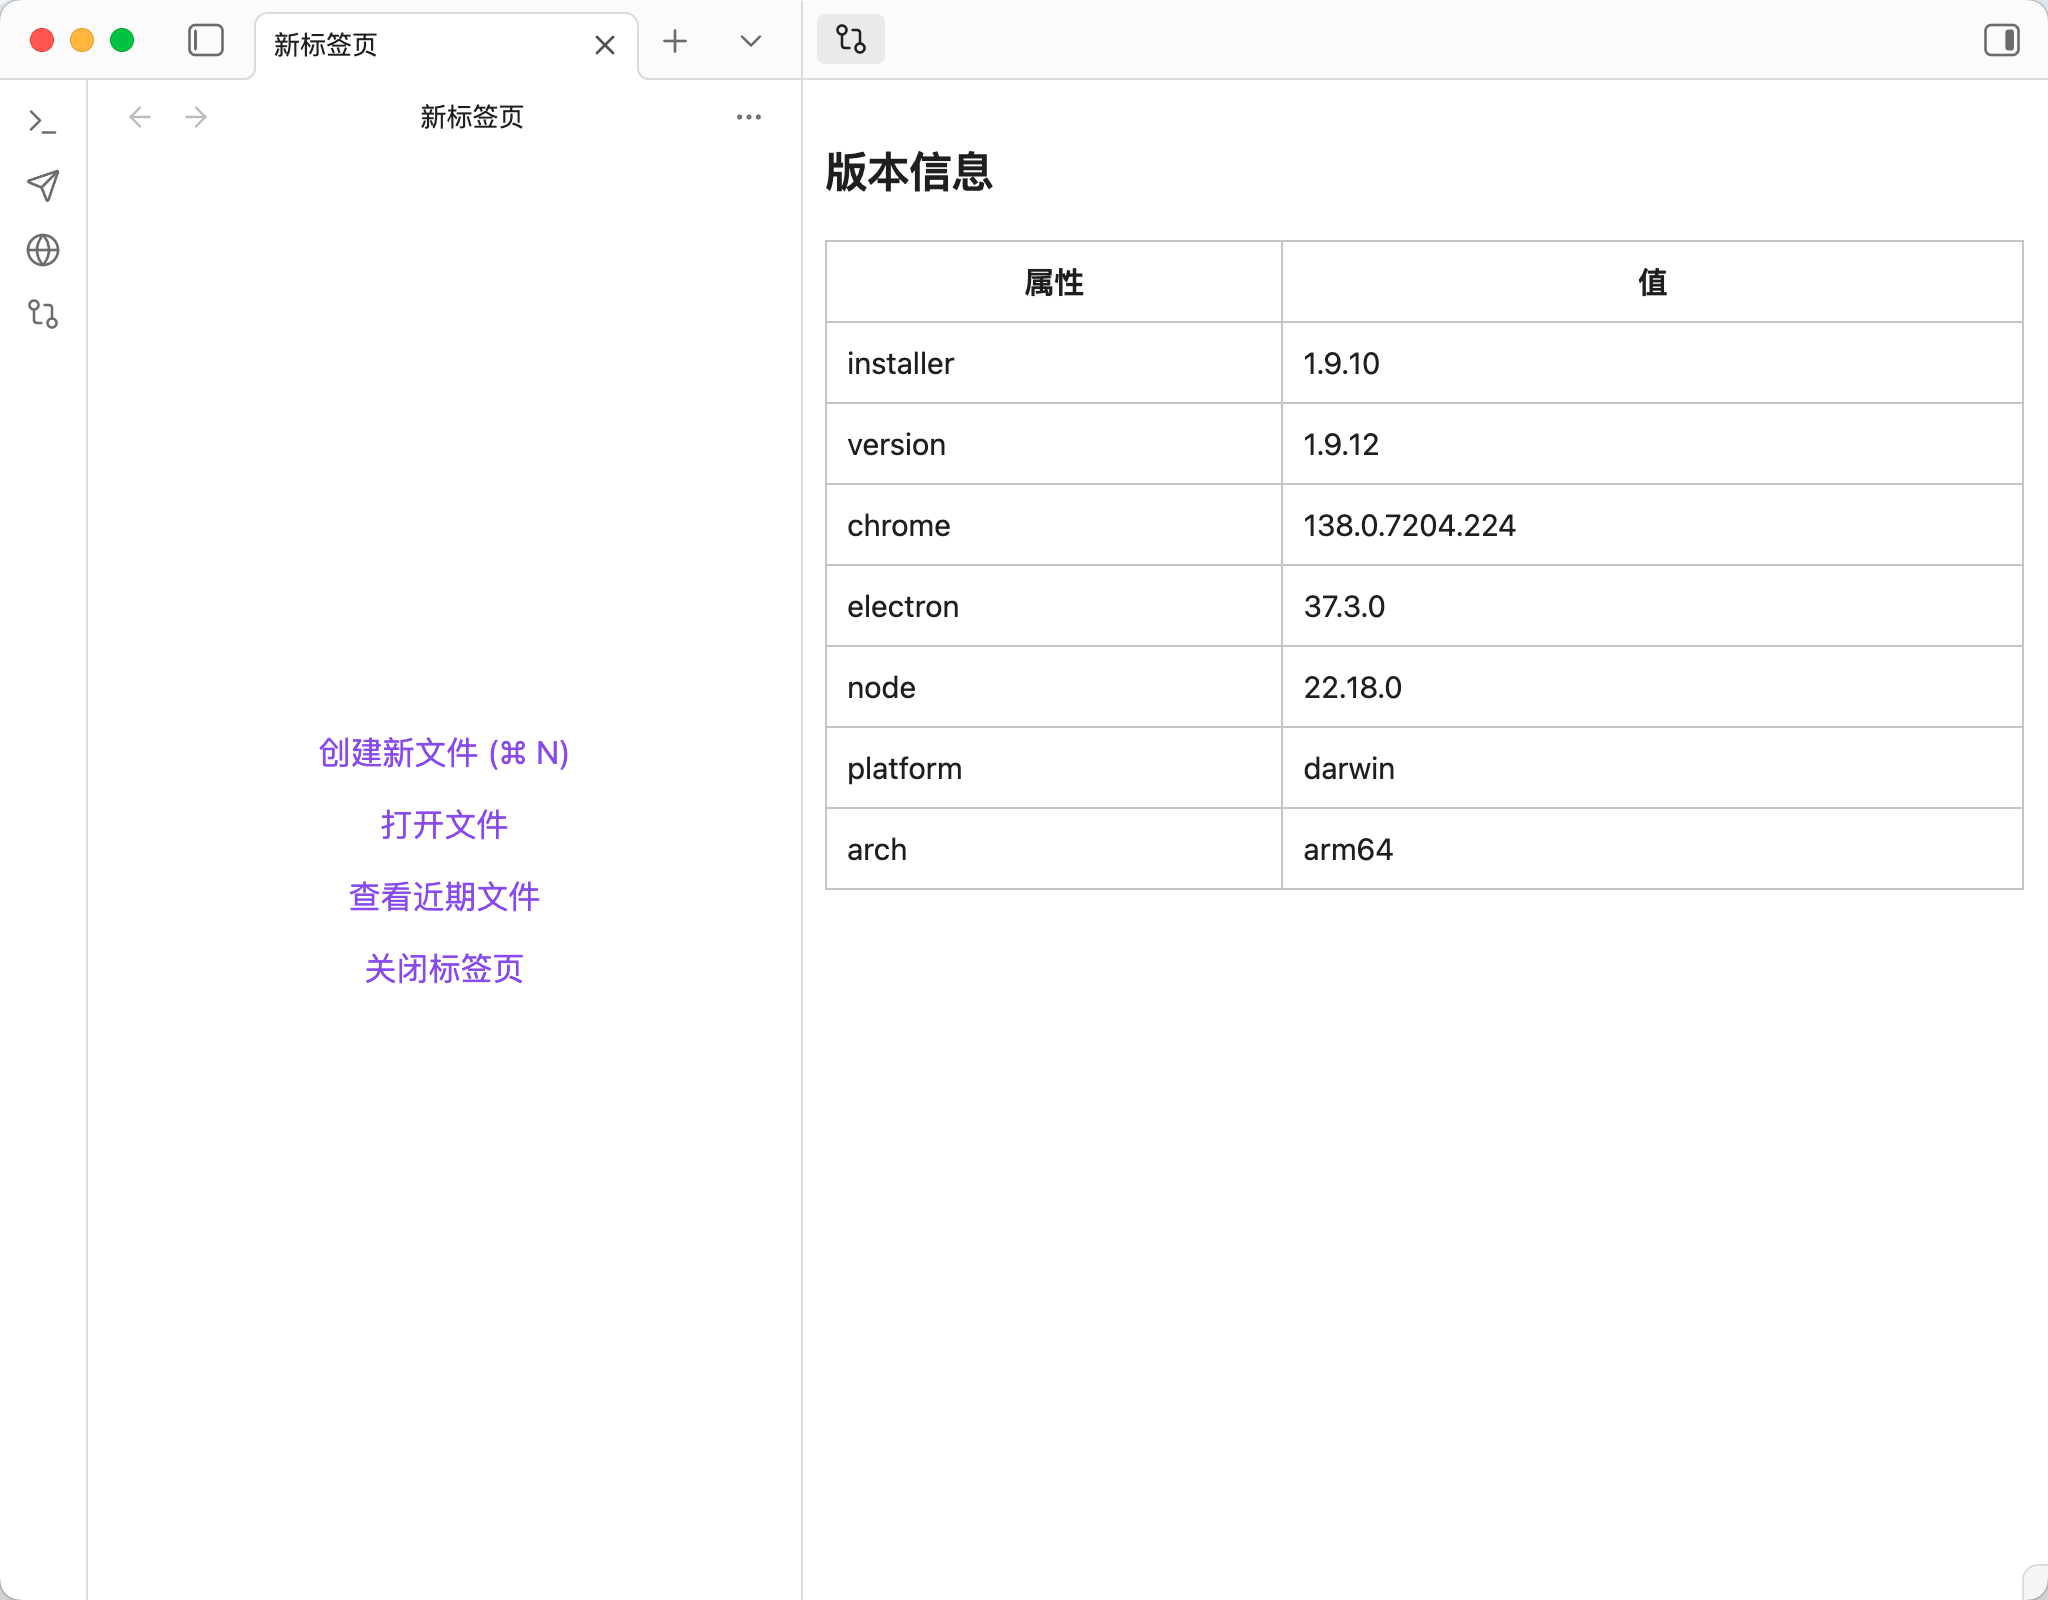 新标签页
新标签页
创建新文件 (⌘ N)
打开文件
查看近期文件
关闭标签页
版本信息
属性 值
installer 1.9.10
version 1.9.12
chrome 138.0.7204.224
electron 37.3.0
node 22.18.0
platform darwin
arch arm64